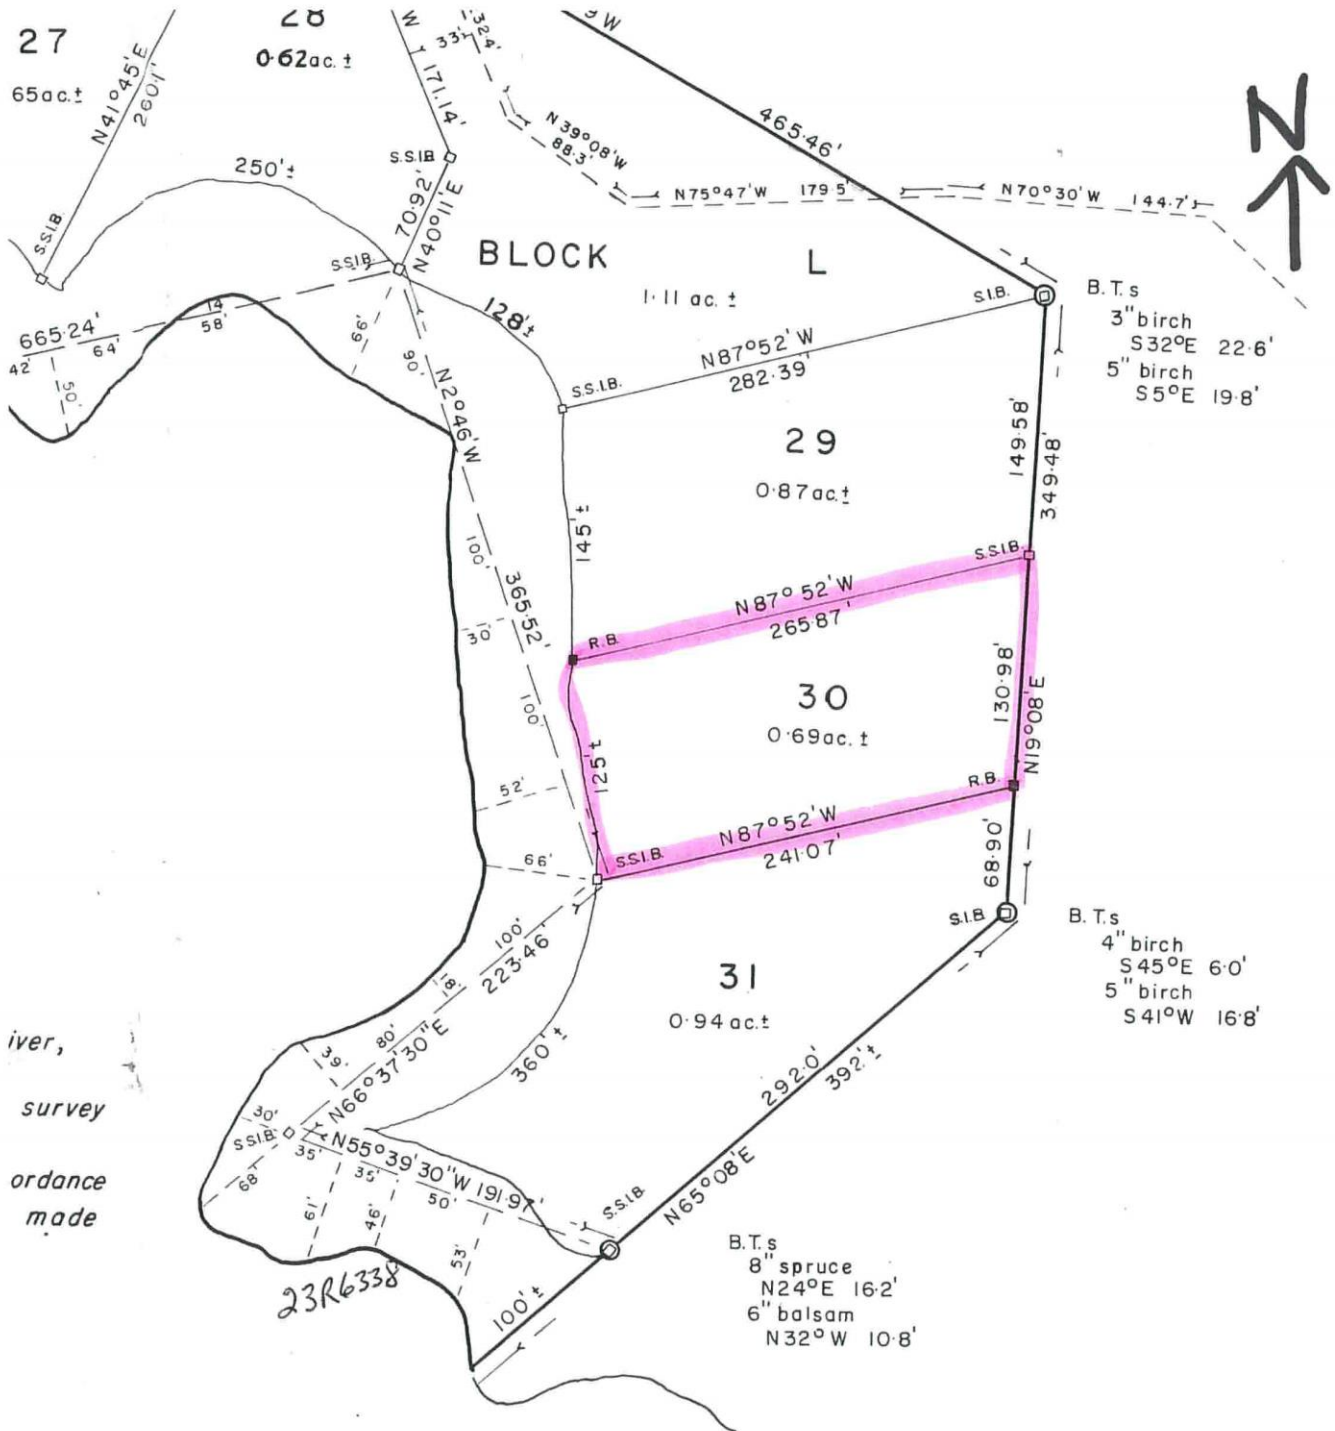 27
65ac.±
N41°45'E
260.1'
28
0.62ac. ±
W
171.14'
33'
132.4'
9 W
465.46'
N
N39°08'W
88.3'
N75°47'W 179.5'
N70°30'W 144.7'
S.S.I.B.
250'±
S.S.I.B.
70.92'
N40°11'E
S.S.I.B.
BLOCK L
1.11 ac. ±
128'±
S.I.B.
B.T.s
3" birch
S32°E 22.6'
5" birch
S5°E 19.8'
665.24'
42'
64'
14
58'
50'
66'
90'
N2°46'W
S.S.I.B.
N87°52'W
282.39'
29
0.87ac.±
149.58'
349.48'
145'±
100'
365.52'
30'
100'
S.S.I.B.
N87°52'W
265.87'
R.B.
30
0.69ac. ±
130.98'
N19°08'E
125'±
52'
66'
R.B.
N87°52'W
241.07'
S.S.I.B.
68.90'
S.I.B.
B.T.s
4" birch
S45°E 6.0'
5" birch
S41°W 16.8'
100'
223.46'
18'
80'
N66°37'30"E
39'
31
0.94 ac.±
360'±
292.0'
392'±
iver,
survey
ordance
made
30'
S.S.I.B.
68'
N55°39'30"W 191.97'
35'
35'
50'
61'
46'
53'
S.S.I.B.
N65°08'E
23R6338
100'±
B.T.s
8" spruce
N24°E 16.2'
6" balsam
N32°W 10.8'